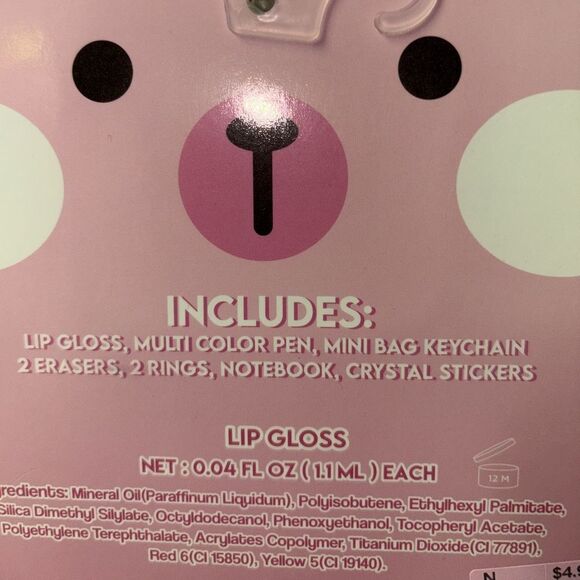 INCLUDES:
LIP GLOSS, MULTI COLOR PEN, MINI BAG KEYCHAIN
2 ERASERS, 2 RINGS, NOTEBOOK, CRYSTAL STICKERS
LIP GLOSS
NET : 0.04 FL OZ ( 1.1 ML ) EACH
12 M
Mineral Oil(Paraffinum Liquidum), Polyisobutene, Ethylhexyl Palmitate,
Silica Dimethyl Silylate, Octyldodecanol, Phenoxyethanol, Tocopheryl Acetate,
Polyethylene Terephthalate, Acrylates Copolymer, Titanium Dioxide(CI 77891),
Red 6(CI 15850), Yellow 5(CI 19140).
N